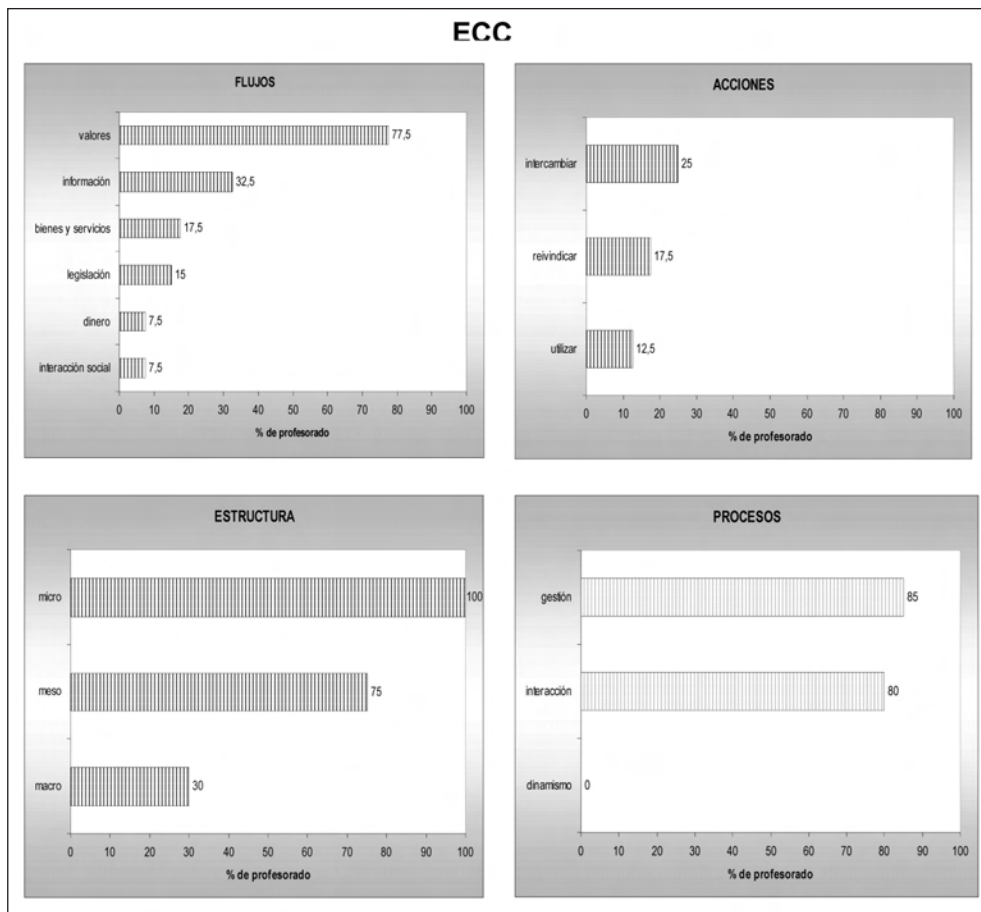 ECC
FLUJOS
valores
77,5
información
32,5
bienes y servicios
17,5
legislación
15
dinero
7,5
interacción social
7,5
0 10 20 30 40 50 60 70 80 90 100
% de profesorado
ACCIONES
intercambiar
25
reivindicar
17,5
utilizar
12,5
0 10 20 30 40 50 60 70 80 90 100
% de profesorado
ESTRUCTURA
micro
100
meso
75
macro
30
0 10 20 30 40 50 60 70 80 90 100
% de profesorado
PROCESOS
gestión
85
interacción
80
dinamismo
0
0 10 20 30 40 50 60 70 80 90 100
% de profesorado